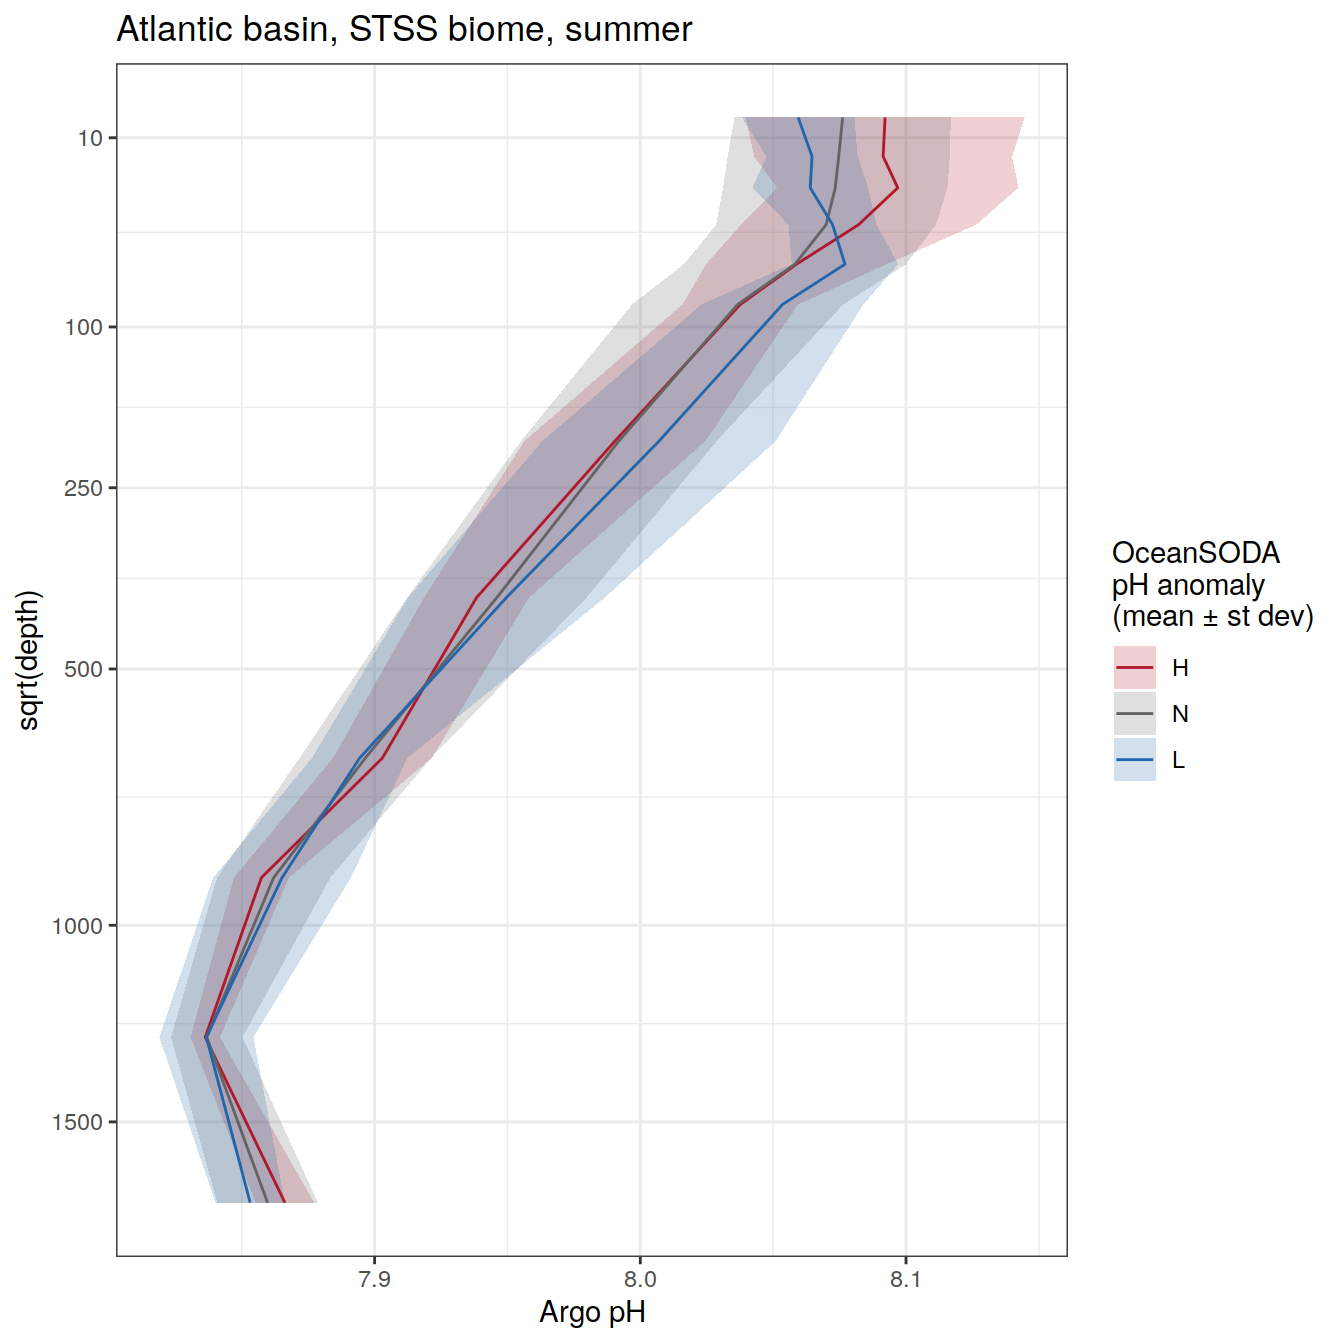 Atlantic basin, STSS biome, summer
10
100
250
500
1000
1500
sqrt(depth)
7.9
8.0
8.1
Argo pH
OceanSODA
pH anomaly
(mean ± st dev)
H
N
L